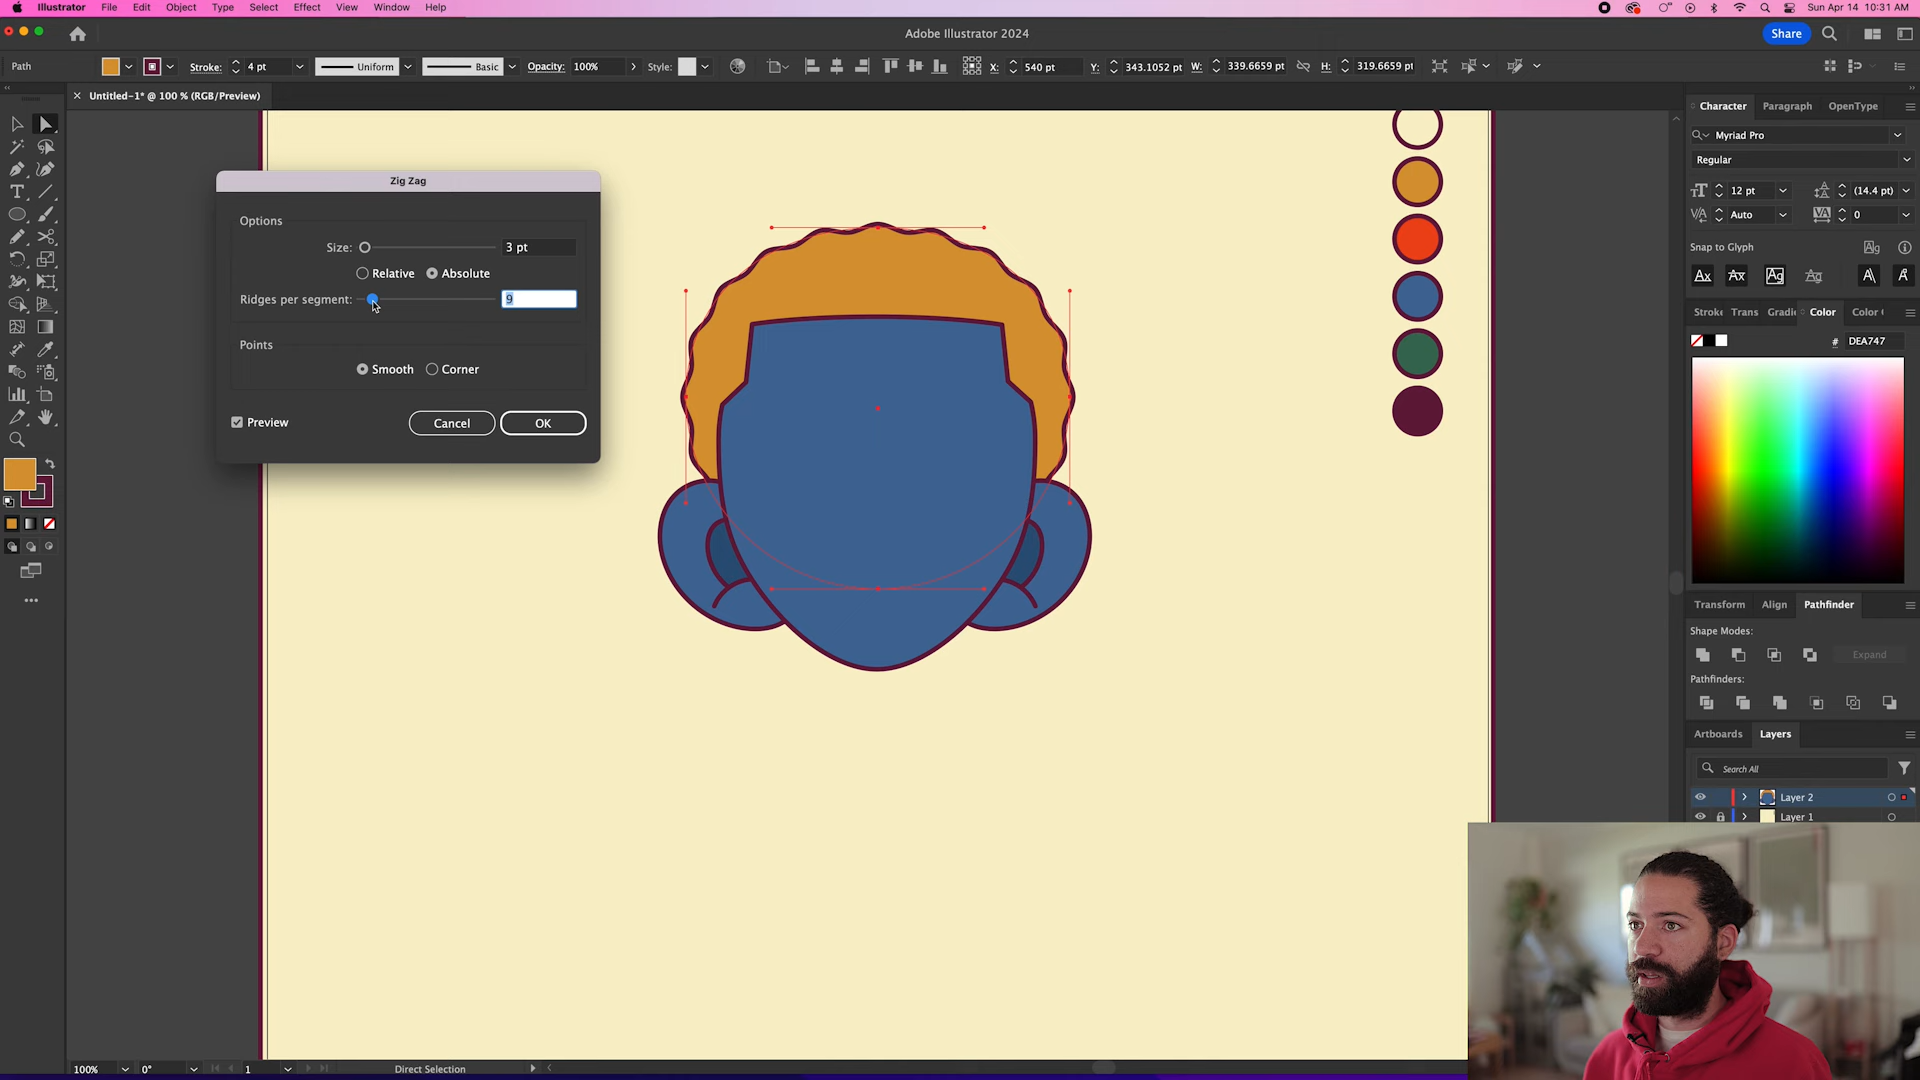 Illustrator File Edit Object Type Select Effect View Window Help Sun Apr 14 10:31 AM
Adobe Illustrator 2024 Share
Path Stroke: 4 pt Uniform Basic Opacity: 100% Style: X: 540 pt Y: 343.1052 pt W: 339.6659 pt H: 319.6659 pt
Untitled-1* @ 100 % (RGB/Preview)
Zig Zag
Options
Size: 3 pt
Relative Absolute
Ridges per segment: 9
Points
Smooth Corner
Preview Cancel OK
Character Paragraph OpenType
Myriad Pro
Regular
12 pt (14.4 pt)
Auto 0
Snap to Glyph
Stroke Trans Gradie Color Color
# DEA747
Transform Align Pathfinder
Shape Modes:
Expand
Pathfinders:
Artboards Layers
Search All
Layer 2
Layer 1
100% 0° 1 Direct Selection